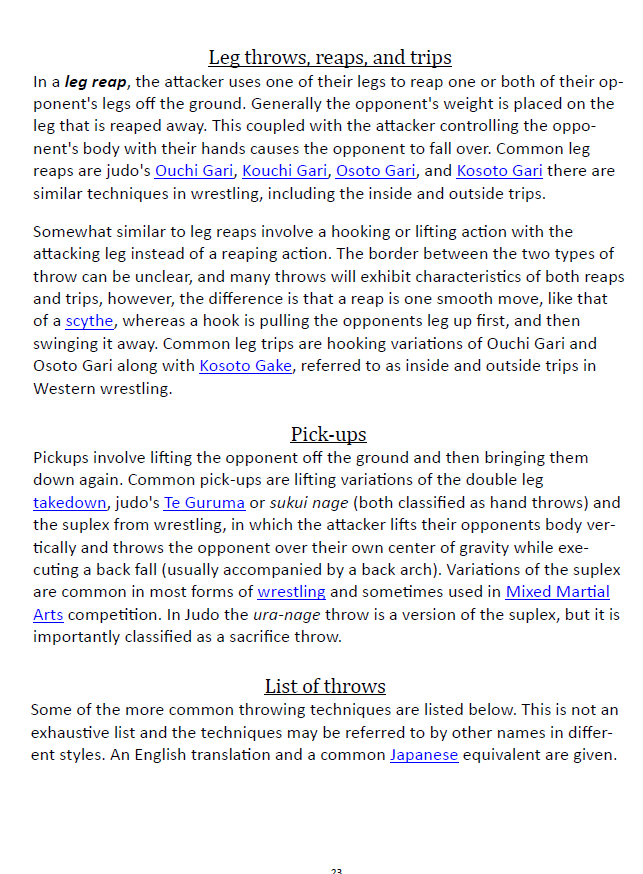 Leg throws, reaps, and trips
In a leg reap, the attacker uses one of their legs to reap one or both of their op-
ponent's legs off the ground. Generally the opponent's weight is placed on the
leg that is reaped away. This coupled with the attacker controlling the oppo-
nent's body with their hands causes the opponent to fall over. Common leg
reaps are judo's Ouchi Gari, Kouchi Gari, Osoto Gari, and Kosoto Gari there are
similar techniques in wrestling, including the inside and outside trips.
Somewhat similar to leg reaps involve a hooking or lifting action with the
attacking leg instead of a reaping action. The border between the two types of
throw can be unclear, and many throws will exhibit characteristics of both reaps
and trips, however, the difference is that a reap is one smooth move, like that
of a scythe, whereas a hook is pulling the opponents leg up first, and then
swinging it away. Common leg trips are hooking variations of Ouchi Gari and
Osoto Gari along with Kosoto Gake, referred to as inside and outside trips in
Western wrestling.
Pick-ups
Pickups involve lifting the opponent off the ground and then bringing them
down again. Common pick-ups are lifting variations of the double leg
takedown, judo's Te Guruma or sukui nage (both classified as hand throws) and
the suplex from wrestling, in which the attacker lifts their opponents body ver-
tically and throws the opponent over their own center of gravity while exe-
cuting a back fall (usually accompanied by a back arch). Variations of the suplex
are common in most forms of wrestling and sometimes used in Mixed Martial
Arts competition. In Judo the ura-nage throw is a version of the suplex, but it is
importantly classified as a sacrifice throw.
List of throws
Some of the more common throwing techniques are listed below. This is not an
exhaustive list and the techniques may be referred to by other names in differ-
ent styles. An English translation and a common Japanese equivalent are given.
23